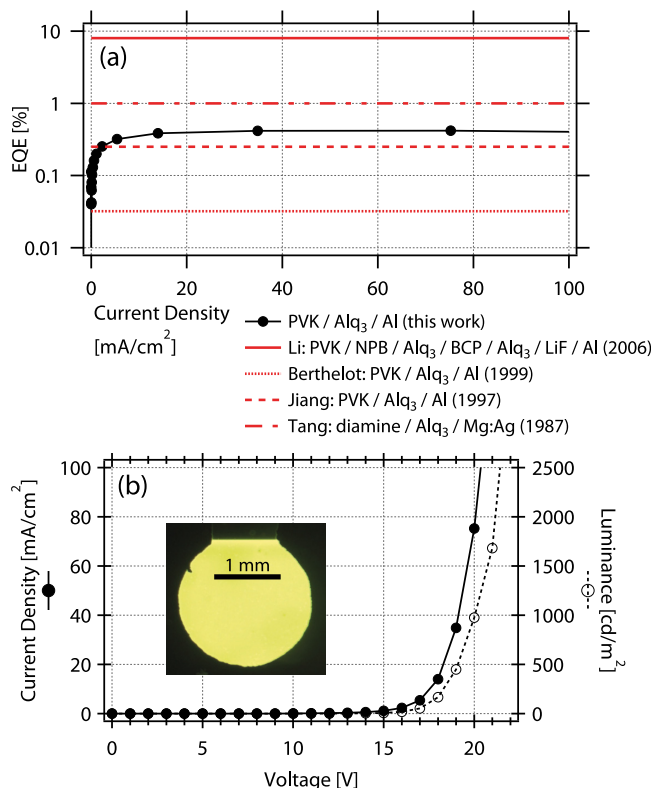 10
1
0.1
0.01
EQE [%]
(a)
0 20 40 60 80 100
Current Density
[mA/cm²]
PVK / Alq₃ / Al (this work)
Li: PVK / NPB / Alq₃ / BCP / Alq₃ / LiF / Al (2006)
Berthelot: PVK / Alq₃ / Al (1999)
Jiang: PVK / Alq₃ / Al (1997)
Tang: diamine / Alq₃ / Mg:Ag (1987)
100
80
60
40
20
0
Current Density [mA/cm²]
(b)
1 mm
2500
2000
1500
1000
500
0
Luminance [cd/m²]
0 5 10 15 20
Voltage [V]